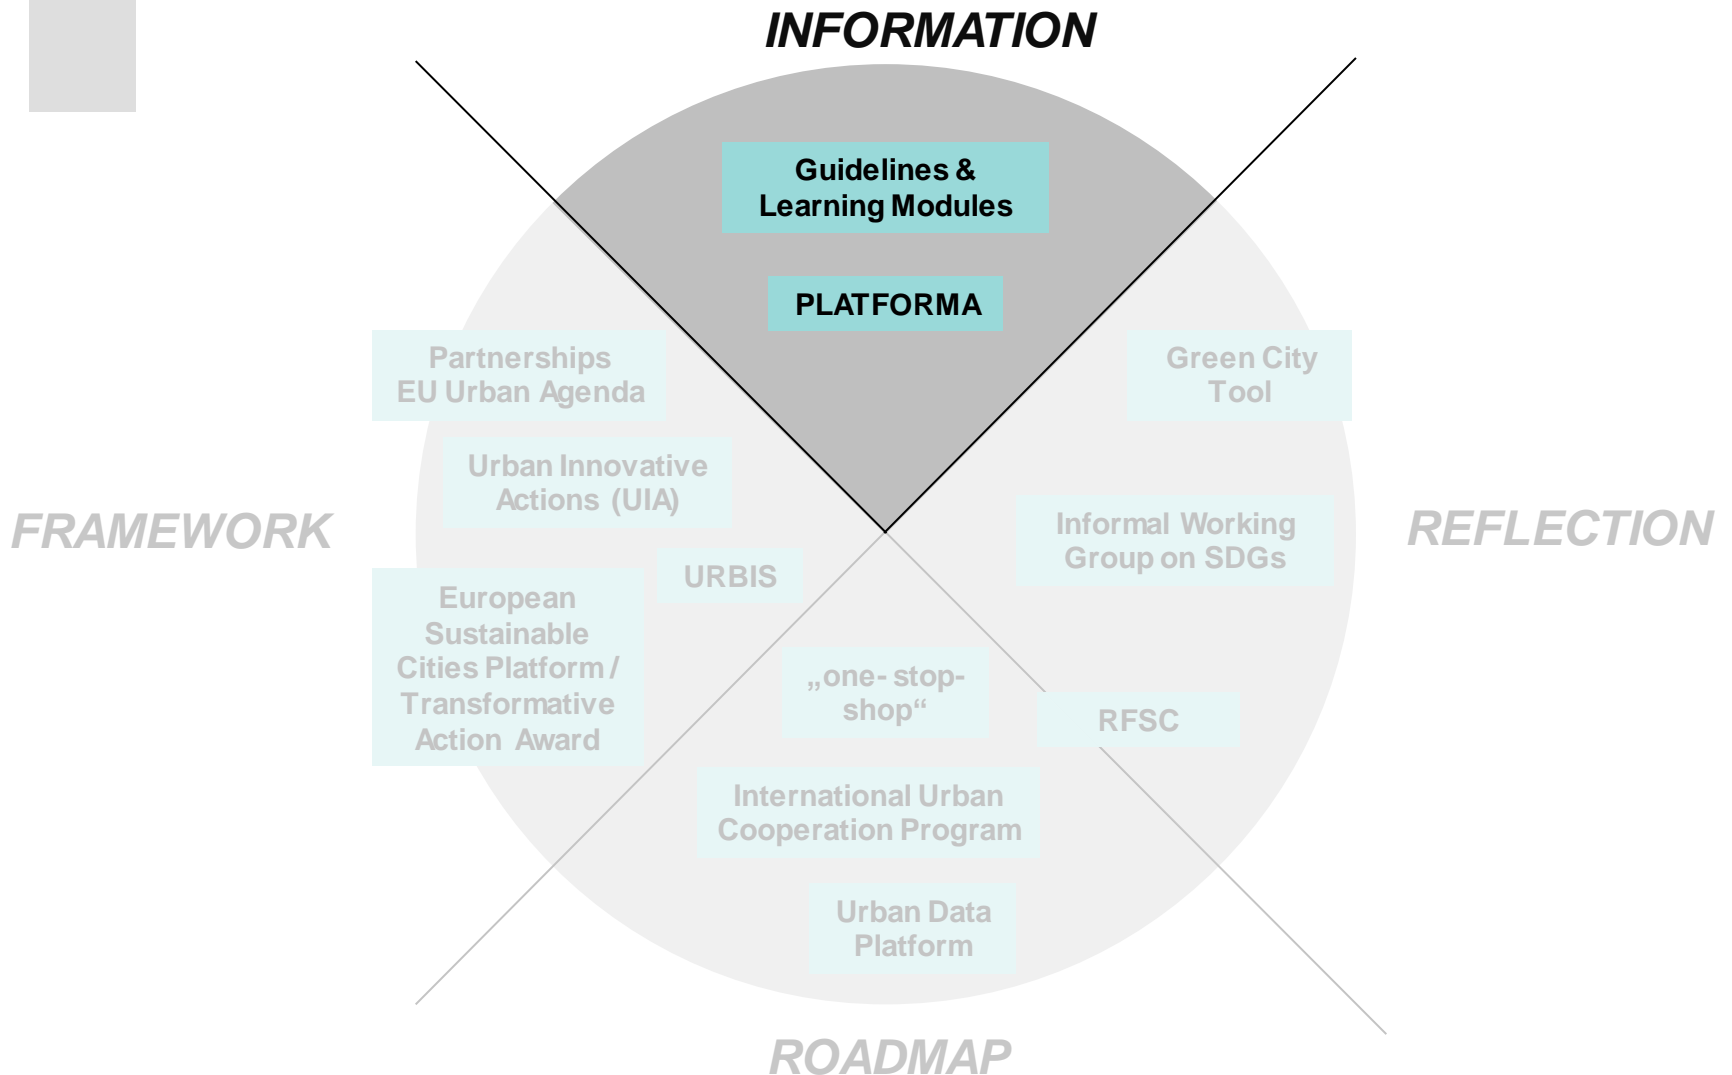 INFORMATION
Guidelines &
Learning Modules
PLATFORMA
Partnerships
EU Urban Agenda
Green City
Tool
Urban Innovative
Actions (UIA)
FRAMEWORK
Informal Working
Group on SDGs
REFLECTION
URBIS
European
Sustainable
Cities Platform /
Transformative
Action Award
„one- stop-
shop“
RFSC
International Urban
Cooperation Program
Urban Data
Platform
ROADMAP